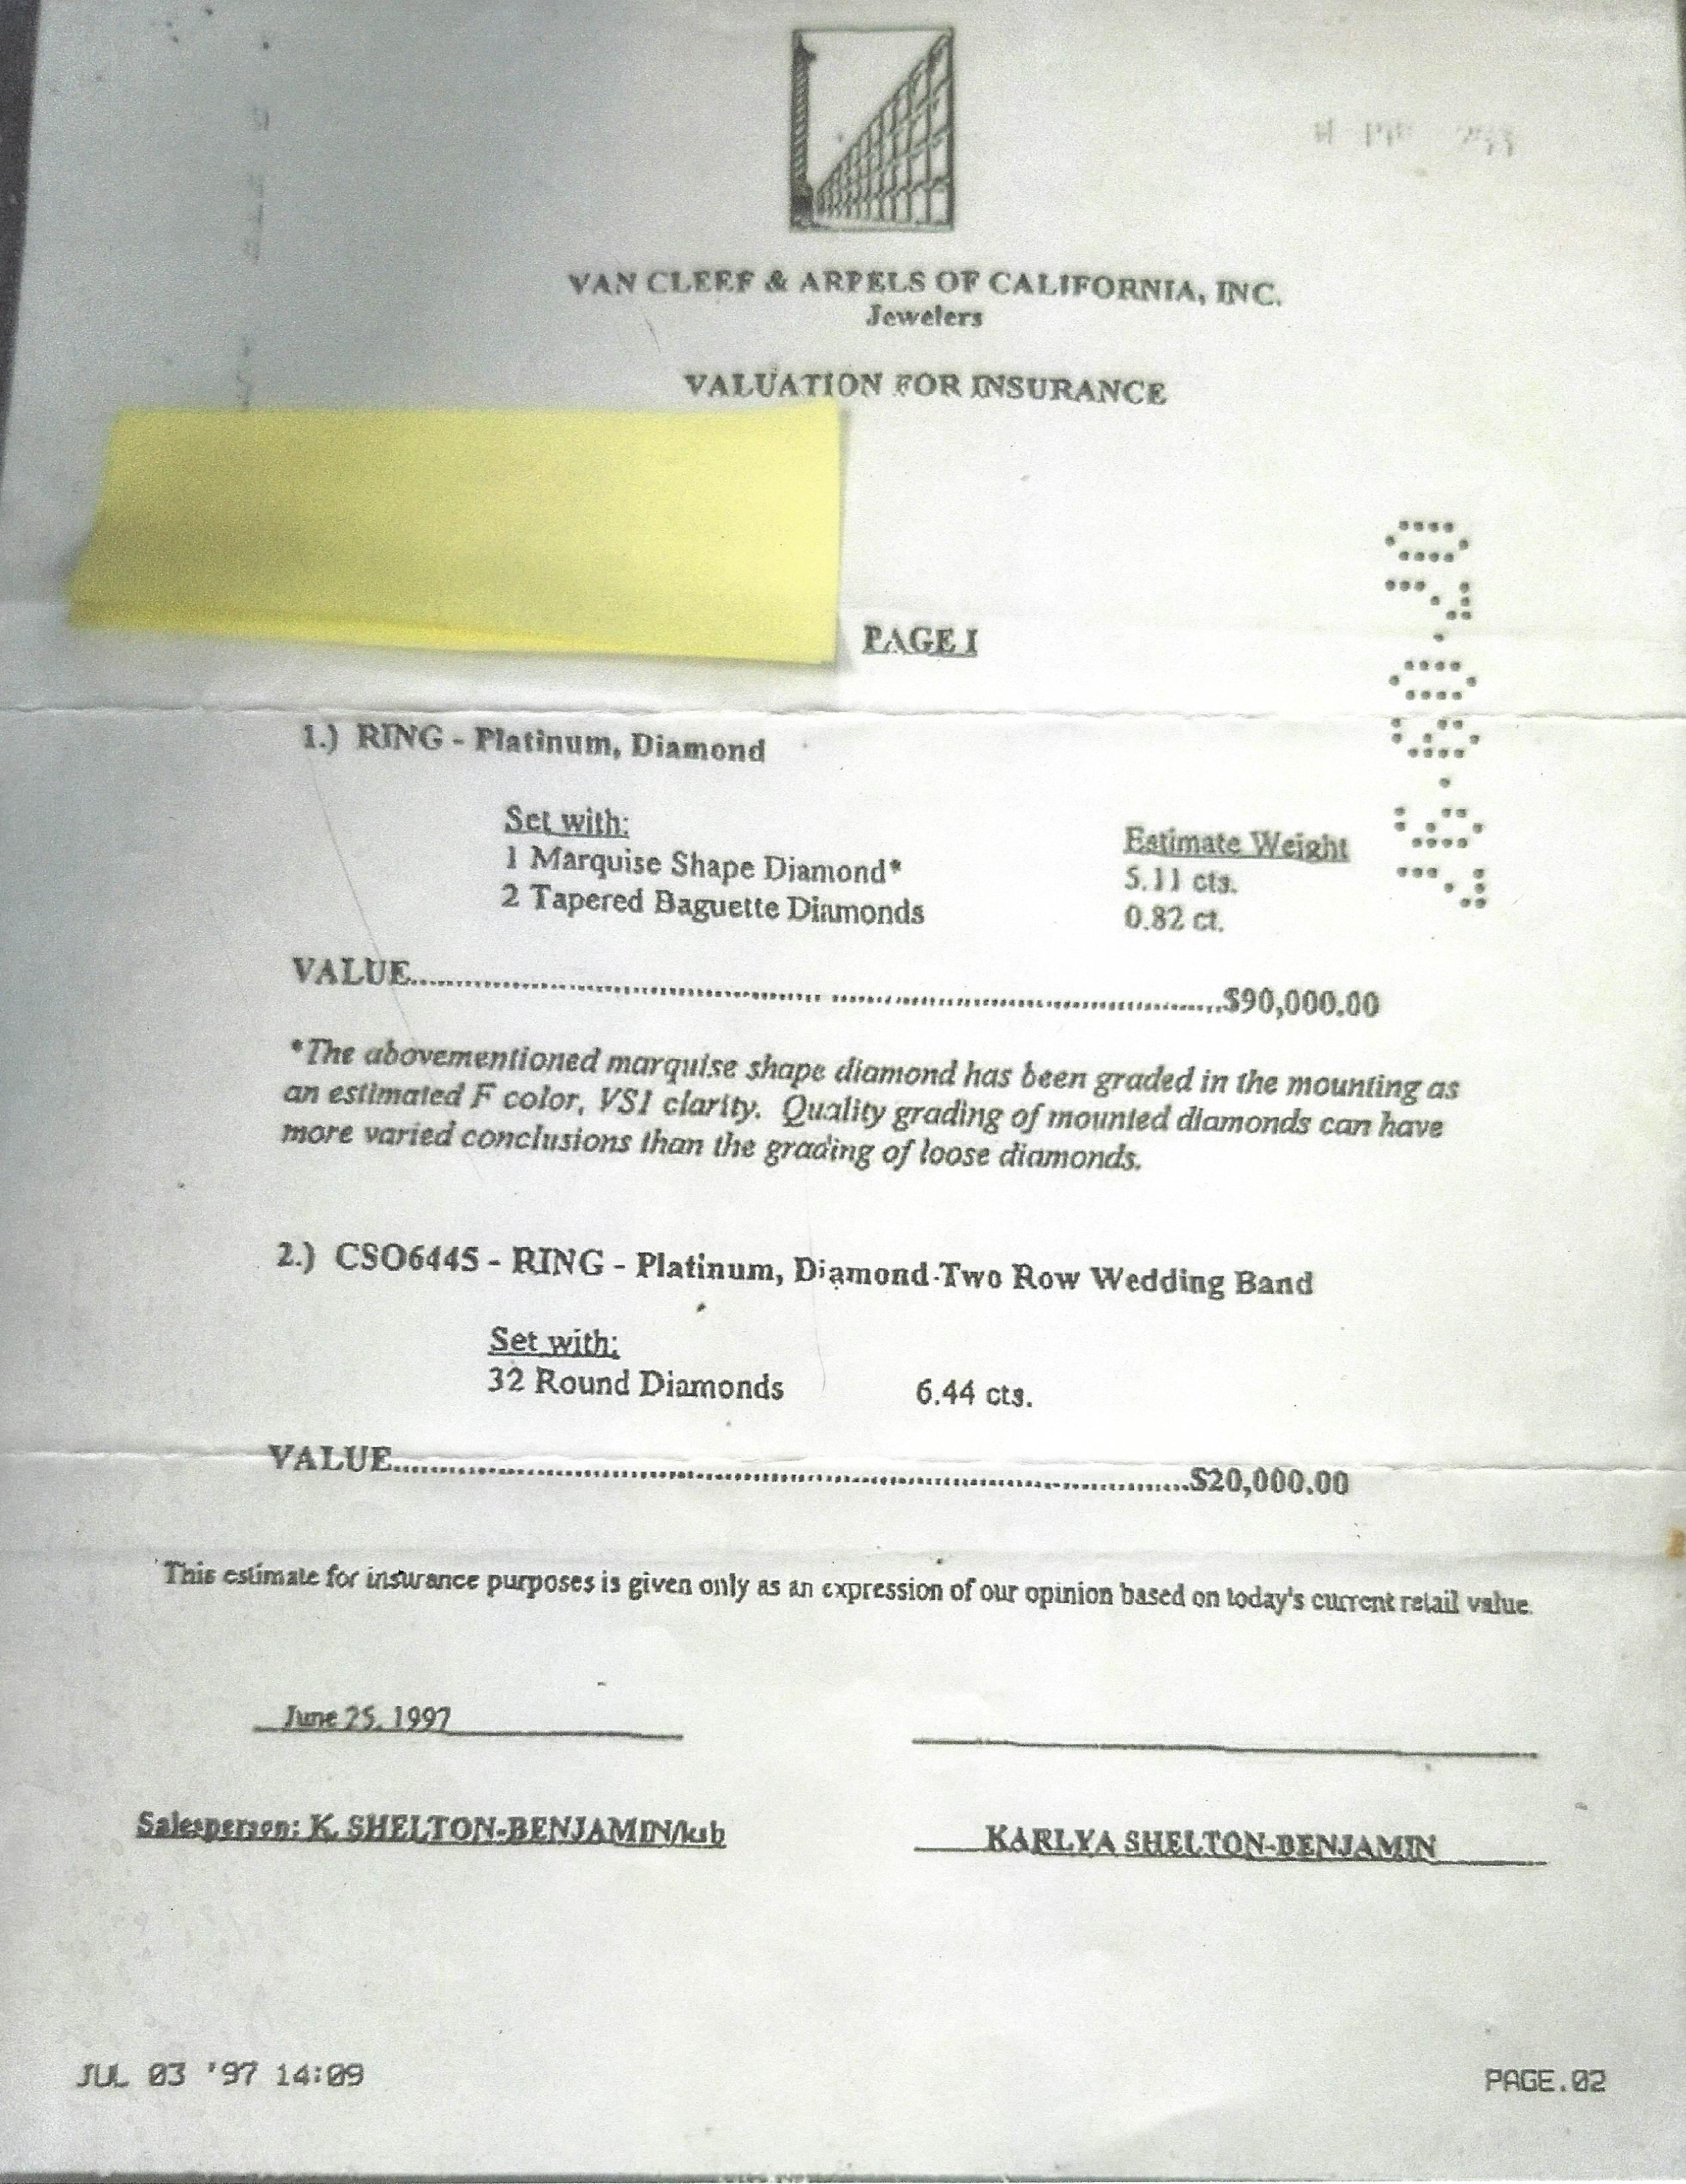 VAN CLEEF & ARPELS OF CALIFORNIA, INC.
Jewelers
VALUATION FOR INSURANCE
PAGE I
1.) RING - Platinum, Diamond
Set with:
Estimate Weight
1 Marquise Shape Diamond*
5.11 cts.
2 Tapered Baguette Diamonds
0.82 ct.
VALUE....................................................................................$90,000.00
*The abovementioned marquise shape diamond has been graded in the mounting as
an estimated F color, VS1 clarity. Quality grading of mounted diamonds can have
more varied conclusions than the grading of loose diamonds.
2.) CSO6445 - RING - Platinum, Diamond-Two Row Wedding Band
Set with:
32 Round Diamonds 6.44 cts.
VALUE....................................................................................$20,000.00
This estimate for insurance purposes is given only as an expression of our opinion based on today's current retail value.
June 25, 1997
Salesperson: K. SHELTON-BENJAMIN/ksb
KARLYA SHELTON-BENJAMIN
JUL 03 '97 14:09
PAGE.02